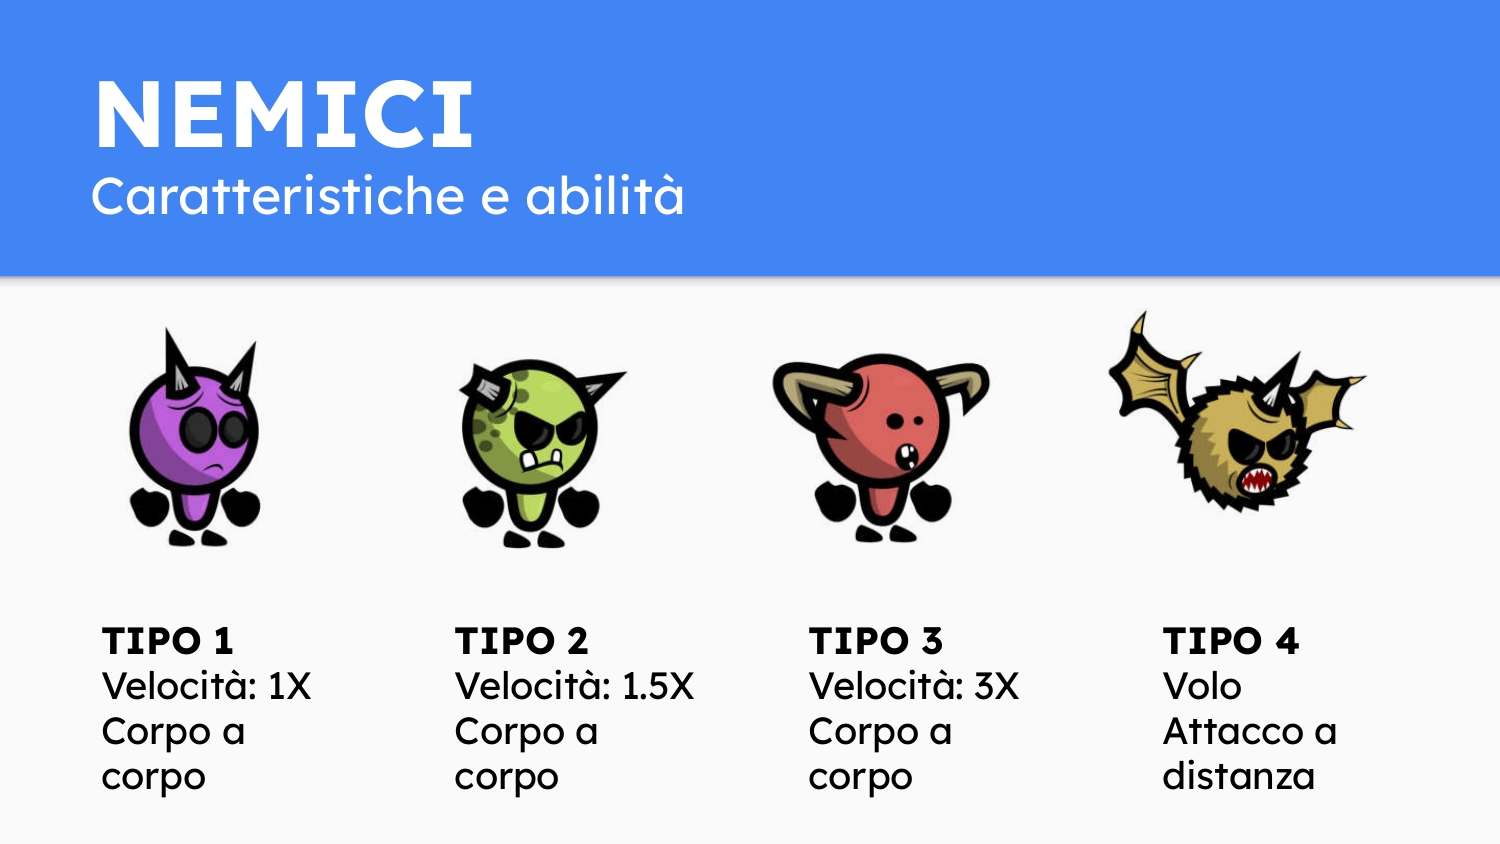 NEMICI
Caratteristiche e abilità
TIPO 1
Velocità: 1X
Corpo a
corpo
TIPO 2
Velocità: 1.5X
Corpo a
corpo
TIPO 3
Velocità: 3X
Corpo a
corpo
TIPO 4
Volo
Attacco a
distanza